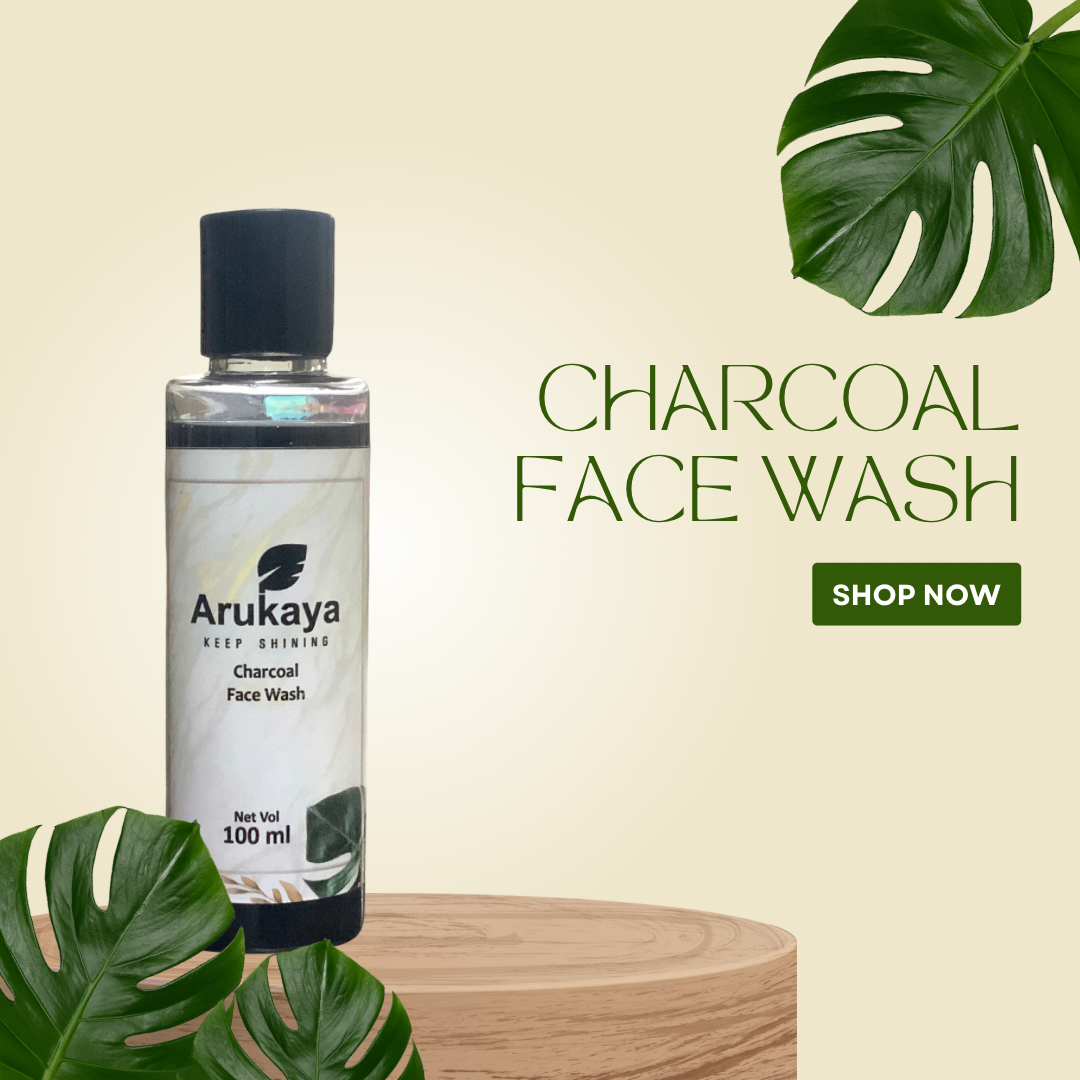 CHARCOAL
FACE WASH
SHOP NOW
Arukaya
KEEP SHINING
Charcoal
Face Wash
Net Vol
100 ml